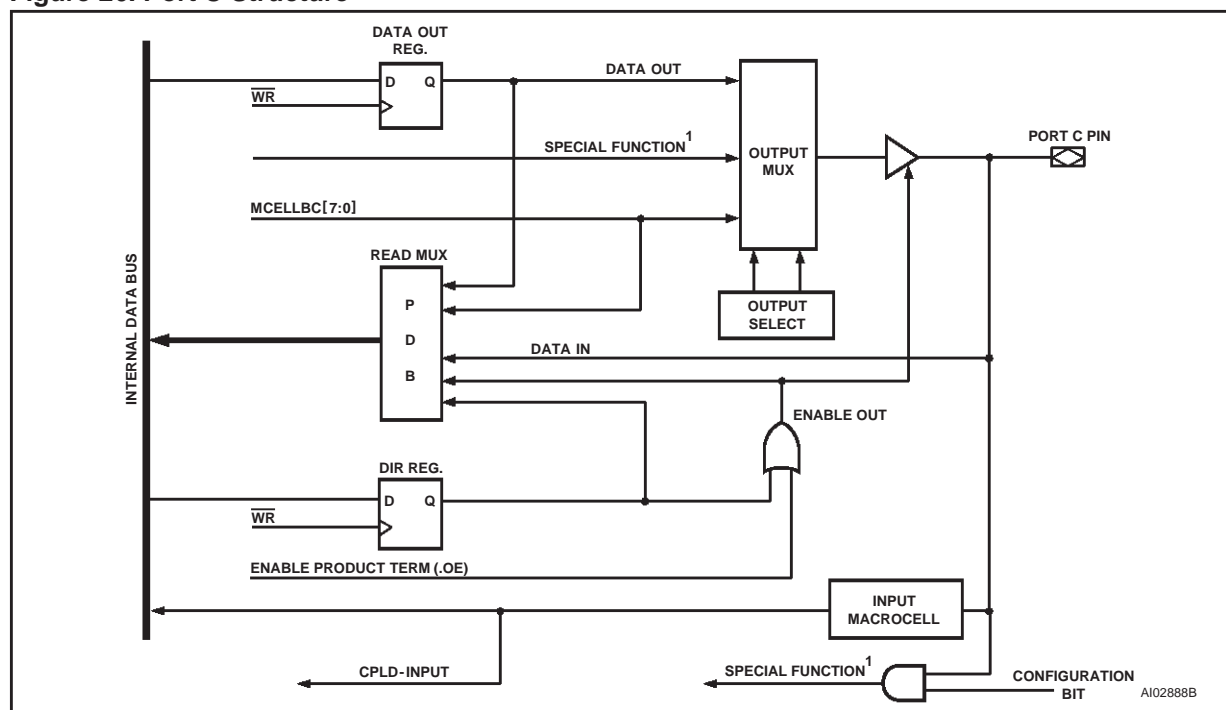 DATA OUT
REG.
D Q
WR
DATA OUT
SPECIAL FUNCTION1
OUTPUT
MUX
PORT C PIN
MCELLBC[7:0]
READ MUX
P
D
B
OUTPUT
SELECT
INTERNAL DATA BUS
DATA IN
ENABLE OUT
DIR REG.
D Q
WR
ENABLE PRODUCT TERM (.OE)
INPUT
MACROCELL
CPLD-INPUT
SPECIAL FUNCTION1
CONFIGURATION
BIT
AI02888B